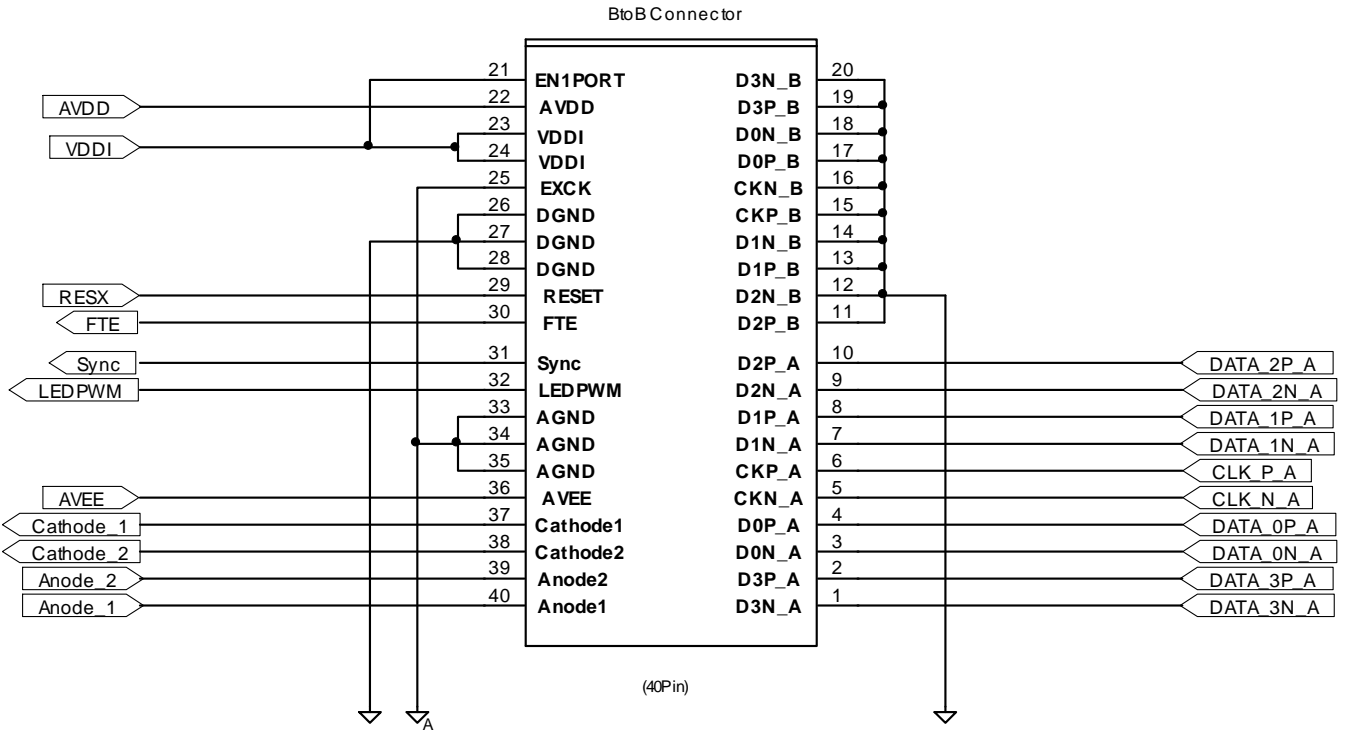 BtoB Connector
21 EN1PORT D3N_B 20
AVDD 22 AVDD D3P_B 19
23 VDDI D0N_B 18
VDDI 24 VDDI D0P_B 17
25 EXCK CKN_B 16
26 DGND CKP_B 15
27 DGND D1N_B 14
28 DGND D1P_B 13
RESX 29 RESET D2N_B 12
FTE 30 FTE D2P_B 11
Sync 31 Sync D2P_A 10 DATA_2P_A
LEDPWM 32 LEDPWM D2N_A 9 DATA_2N_A
33 AGND D1P_A 8 DATA_1P_A
34 AGND D1N_A 7 DATA_1N_A
35 AGND CKP_A 6 CLK_P_A
AVEE 36 AVEE CKN_A 5 CLK_N_A
Cathode_1 37 Cathode1 D0P_A 4 DATA_0P_A
Cathode_2 38 Cathode2 D0N_A 3 DATA_0N_A
Anode_2 39 Anode2 D3P_A 2 DATA_3P_A
Anode_1 40 Anode1 D3N_A 1 DATA_3N_A
(40Pin)
A